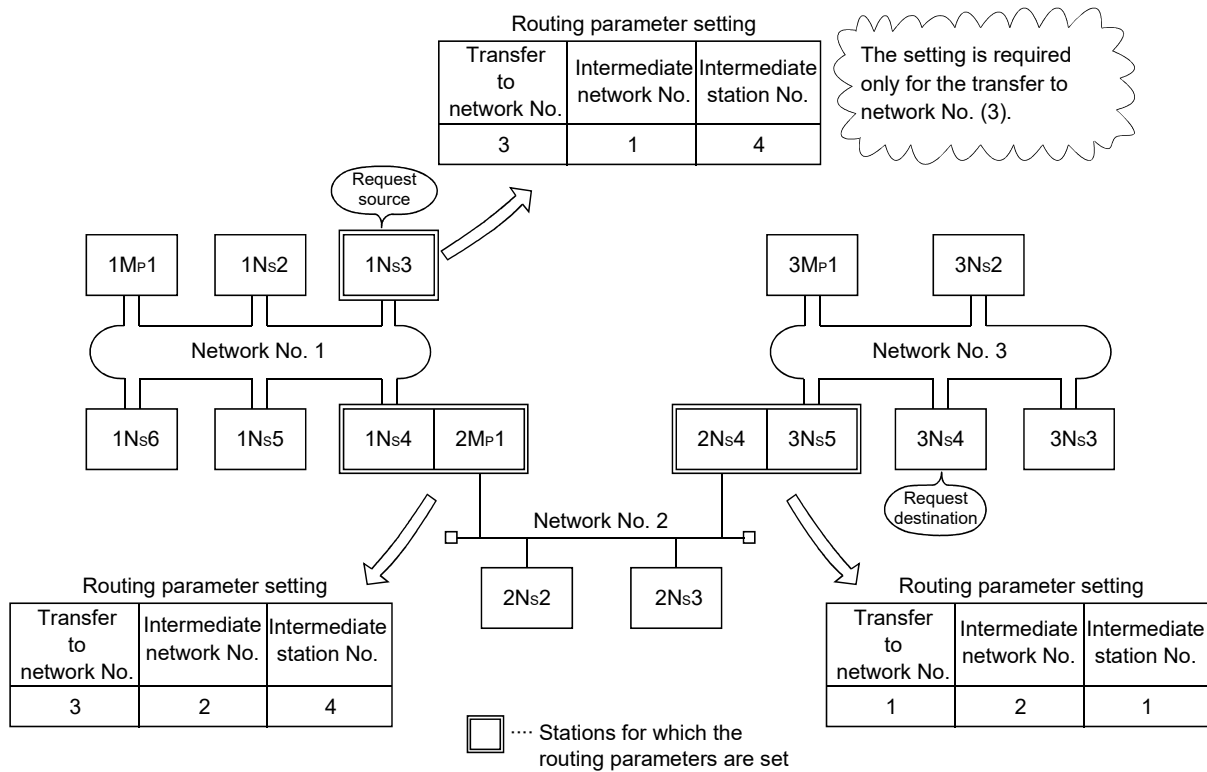 Routing parameter setting
Transfer
to
network No.
Intermediate
network No.
Intermediate
station No.
3
1
4
The setting is required
only for the transfer to
network No. (3).
Request
source
1MP1
1NS2
1NS3
3MP1
3NS2
Network No. 1
Network No. 3
1NS6
1NS5
1NS4
2MP1
2NS4
3NS5
3NS4
3NS3
Request
destination
Network No. 2
2NS2
2NS3
Routing parameter setting
Transfer
to
network No.
Intermediate
network No.
Intermediate
station No.
3
2
4
Routing parameter setting
Transfer
to
network No.
Intermediate
network No.
Intermediate
station No.
1
2
1
···· Stations for which the
routing parameters are set